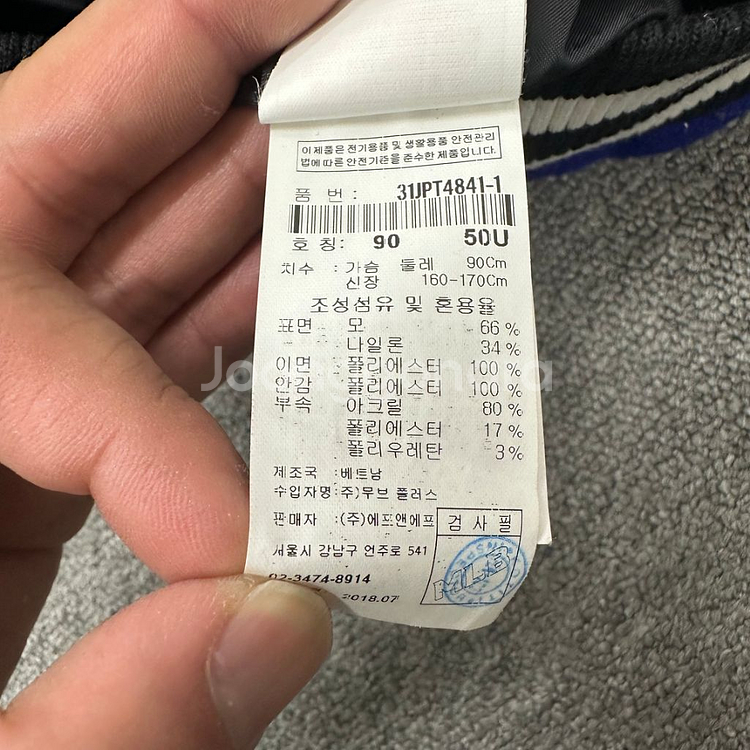 이 제품은 전기용품 및 생활용품 안전관리
법에 따른 안전기준을 준수한 제품입니다.
품 번 : 31JPT4841-1
호 칭: 90 50U
치수 : 가슴 둘레 90Cm
신장 160-170Cm
조성섬유 및 혼용율
표면 모 66 %
나일론 34 %
이면 폴리에스터 100 %
안감 폴리에스터 100 %
부속 아크릴 80 %
폴리에스터 17 %
폴리우레탄 3 %
제조국 : 베트남
수입자명 : 주) 무브 플러스
판매자 : (주)에프앤에프
검 사 필
서울시 강남구 언주로 541
02-3474-8914
2018.07
MLB